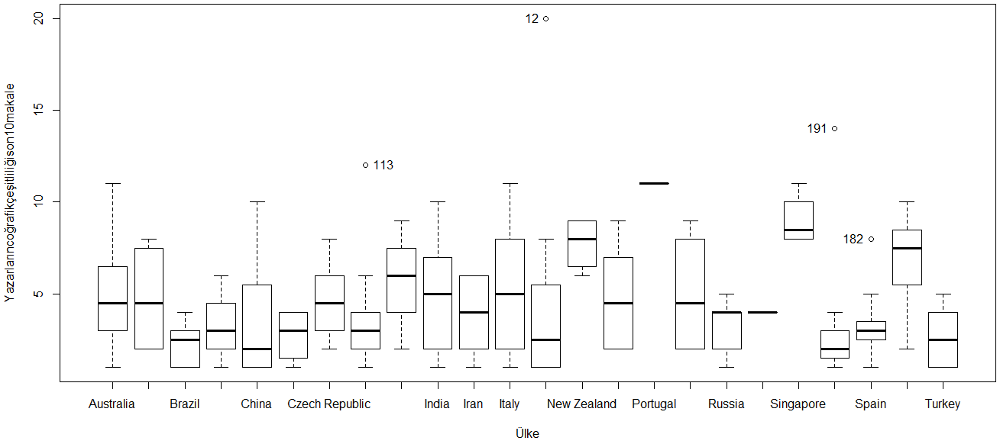 20
15
10
5
Yazarlarıncoğrafikçeşitliliğison10makale
12
191
113
182
Australia Brazil China Czech Republic India Iran Italy New Zealand Portugal Russia Singapore Spain Turkey
Ülke